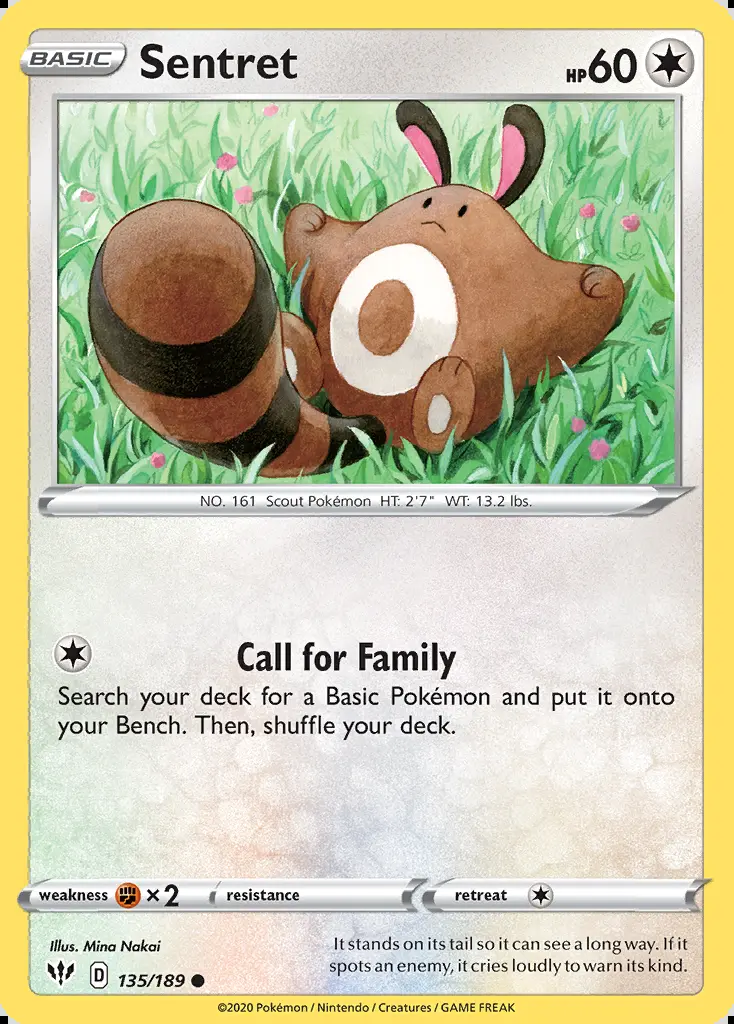 BASIC
Sentret
HP60
NO. 161 Scout Pokémon HT: 2'7" WT: 13.2 lbs.
Call for Family
Search your deck for a Basic Pokémon and put it onto
your Bench. Then, shuffle your deck.
weakness ×2 resistance retreat
Illus. Mina Nakai
It stands on its tail so it can see a long way. If it
spots an enemy, it cries loudly to warn its kind.
D 135/189
©2020 Pokémon / Nintendo / Creatures / GAME FREAK